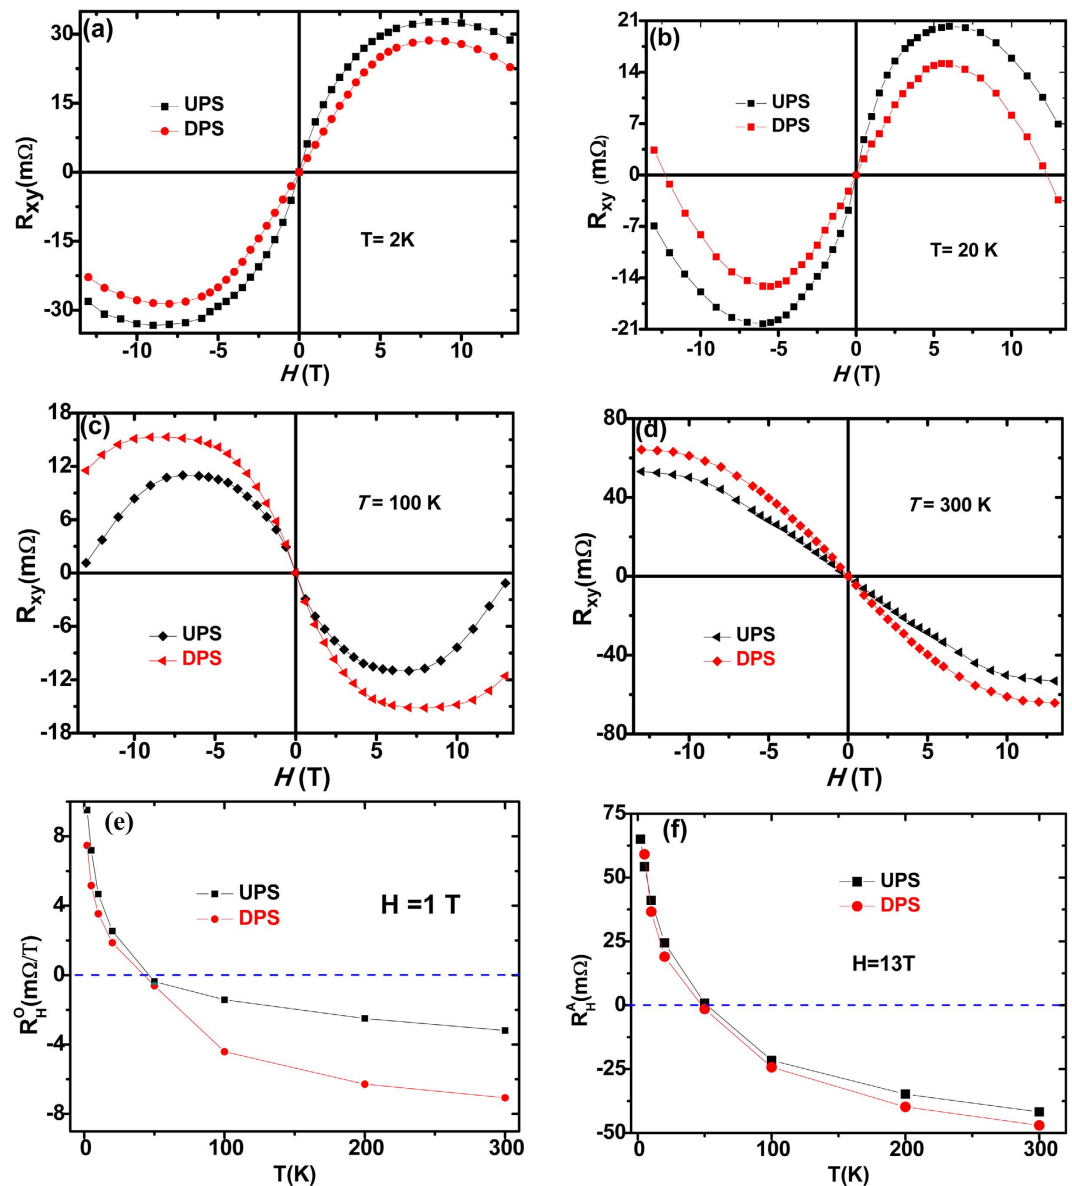 (a)
30
15
0
-15
-30
Rxy(mΩ)
UPS
DPS
T= 2K
-10 -5 0 5 10
H (T)
(b)
21
14
7
0
-7
-14
-21
Rxy (mΩ)
UPS
DPS
T= 20 K
-10 -5 0 5 10
H (T)
(c)
18
12
6
0
-6
-12
-18
Rxy(mΩ)
T = 100 K
UPS
DPS
-10 -5 0 5 10
H (T)
(d)
80
40
0
-40
-80
Rxy(mΩ)
T = 300 K
UPS
DPS
-10 -5 0 5 10
H (T)
(e)
8
4
0
-4
-8
R_H^O(mΩ/T)
UPS
DPS
H =1 T
0 100 200 300
T(K)
(f)
75
50
25
0
-25
-50
R_H^A(mΩ)
UPS
DPS
H=13T
0 100 200 300
T(K)